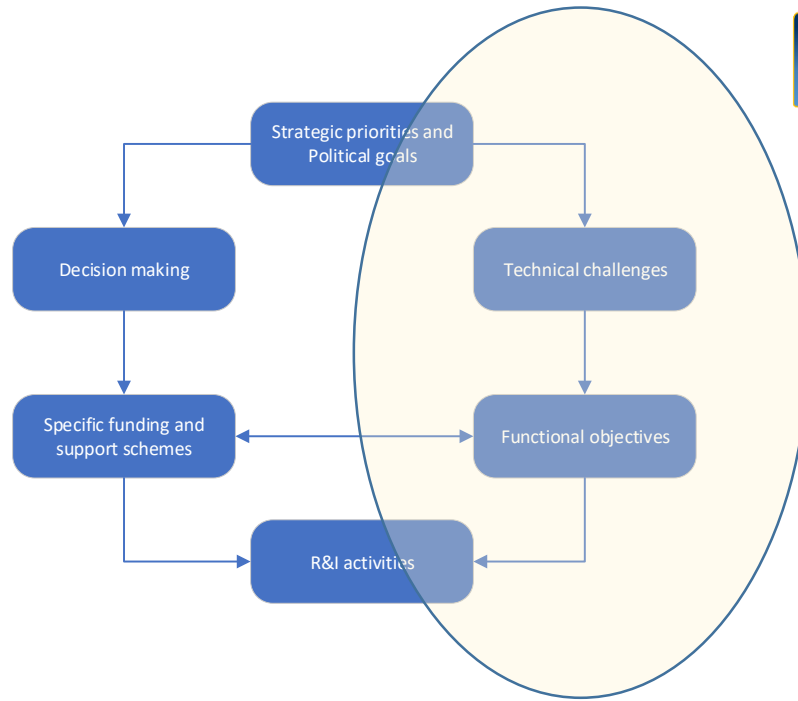 Strategic priorities and
Political goals
Decision making
Technical challenges
Specific funding and
support schemes
Functional objectives
R&I activities